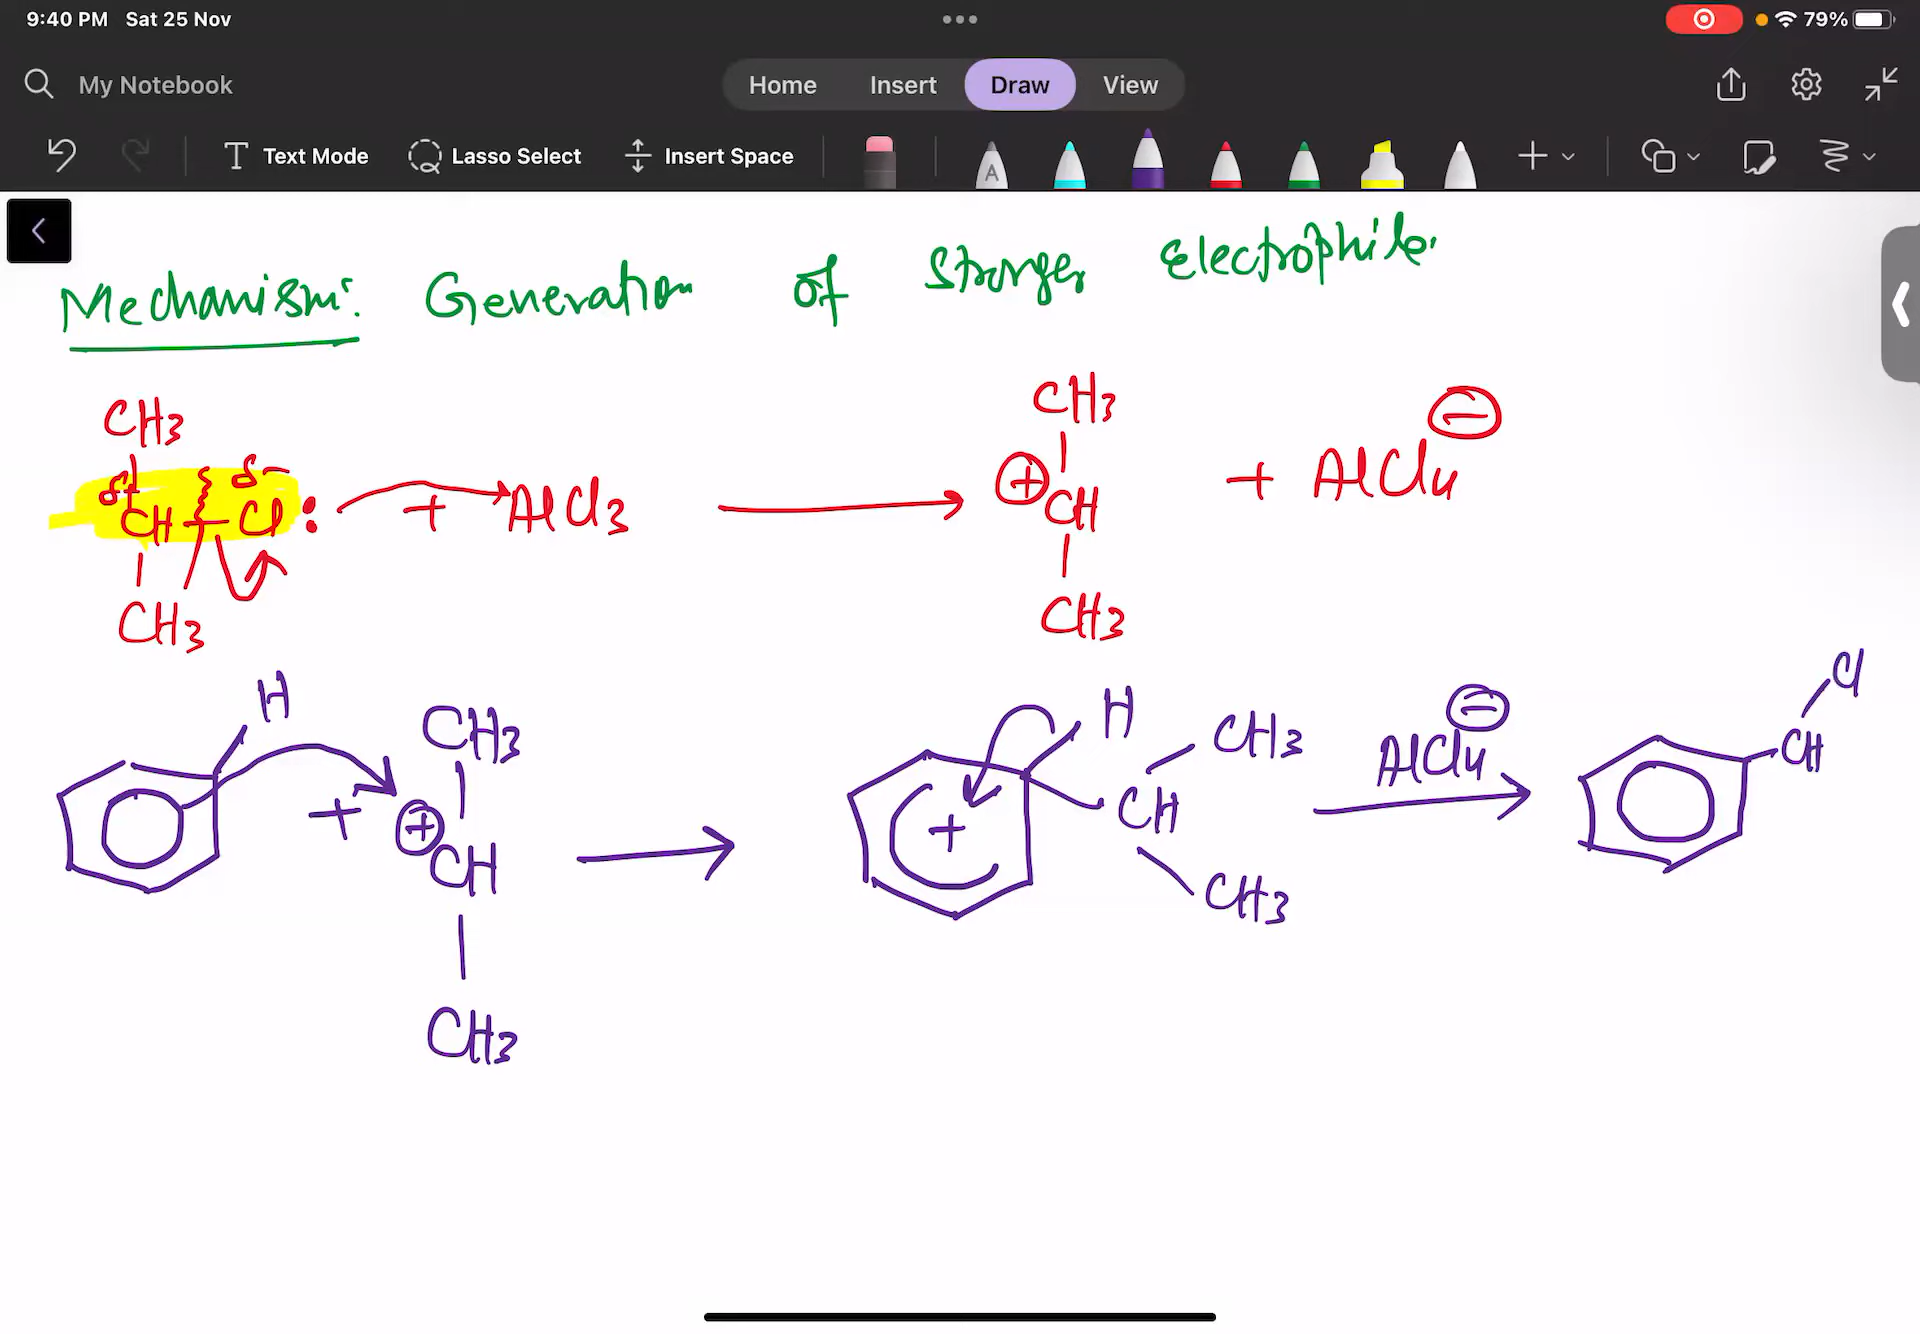 9:40 PM Sat 25 Nov
79%
My Notebook
Home Insert Draw View
Text Mode Lasso Select Insert Space
A
Mechanism: Generation of Stronger Electrophile.
CH3 CH3
δ+ δ- ⊖
CH Cl: + AlCl3 ⊕CH + AlCl4
CH3 CH3
H CH3 H CH3 ⊖ Cl
AlCl4 CH
+ ⊕CH + CH
CH3
CH3